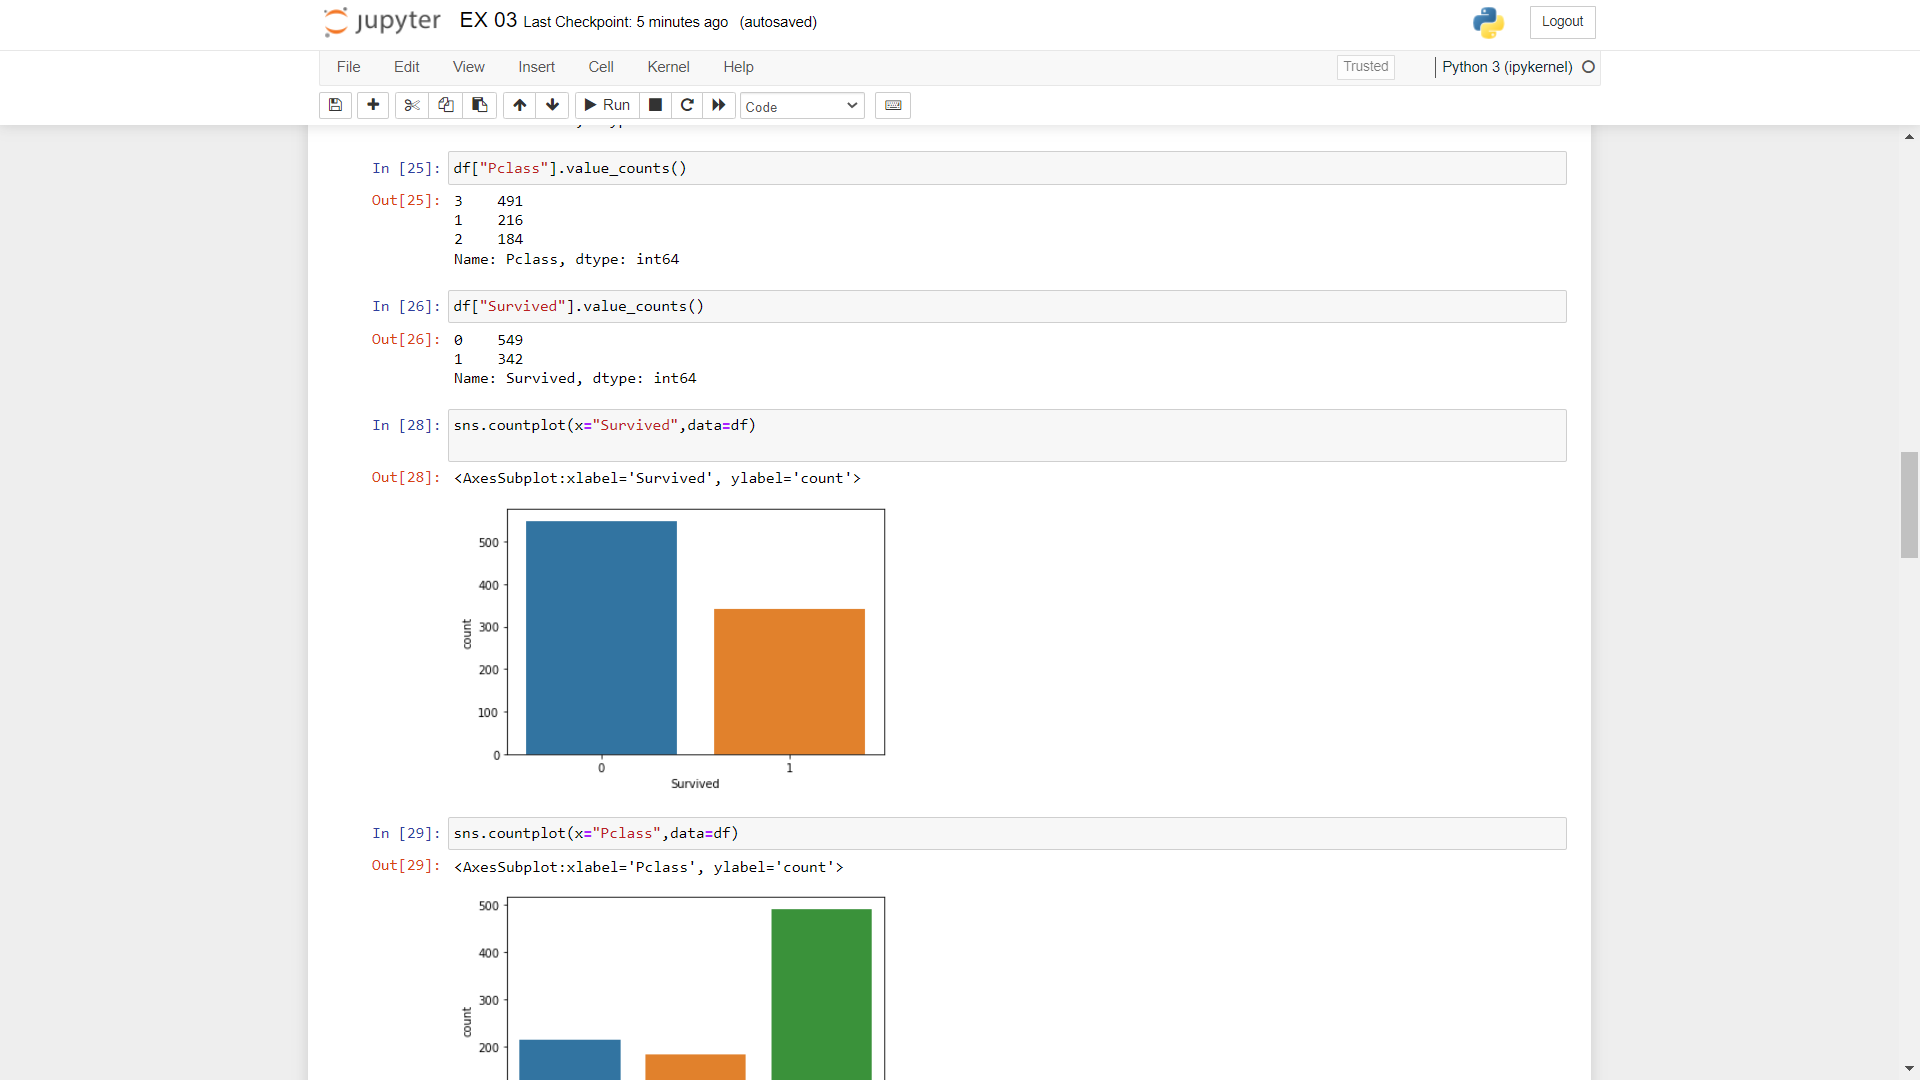 jupyter EX 03 Last Checkpoint: 5 minutes ago (autosaved)
Logout
File Edit View Insert Cell Kernel Help
Trusted
Python 3 (ipykernel)
Run
Code
In [25]: df["Pclass"].value_counts()
Out[25]: 3 491
1 216
2 184
Name: Pclass, dtype: int64
In [26]: df["Survived"].value_counts()
Out[26]: 0 549
1 342
Name: Survived, dtype: int64
In [28]: sns.countplot(x="Survived",data=df)
Out[28]: <AxesSubplot:xlabel='Survived', ylabel='count'>
500
400
300
200
100
0
count
0 1
Survived
In [29]: sns.countplot(x="Pclass",data=df)
Out[29]: <AxesSubplot:xlabel='Pclass', ylabel='count'>
500
400
300
200
count